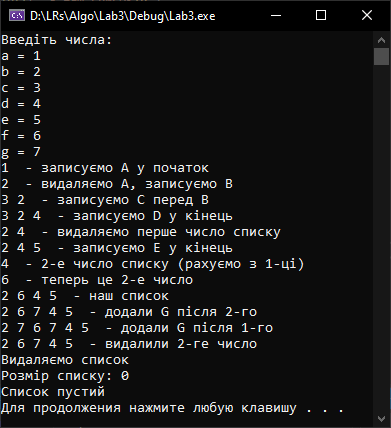 D:\LRs\Algo\Lab3\Debug\Lab3.exe
Введіть числа:
a = 1
b = 2
c = 3
d = 4
e = 5
f = 6
g = 7
1  - записуємо A у початок
2  - видаляємо A, записуємо B
3 2  - записуємо C перед B
3 2 4  - записуємо D у кінець
2 4  - видаляємо перше число списку
2 4 5  - записуємо E у кінець
4  - 2-е число списку (рахуємо з 1-ці)
6  - теперь це 2-е число
2 6 4 5  - наш список
2 6 7 4 5  - додали G після 2-го
2 7 6 7 4 5  - додали G після 1-го
2 6 7 4 5  - видалили 2-ге число
Видаляємо список
Розмір списку: 0
Список пустий
Для продолжения нажмите любую клавишу . . .